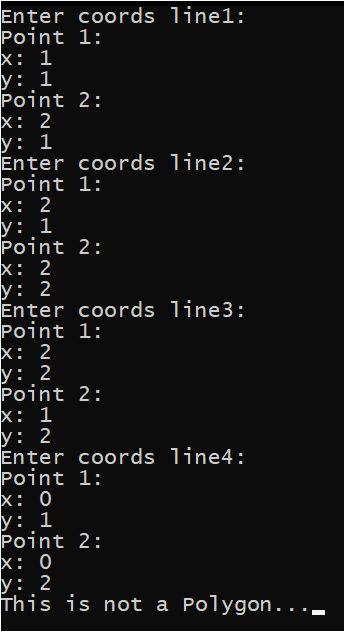 Enter coords line1:
Point 1:
x: 1
y: 1
Point 2:
x: 2
y: 1
Enter coords line2:
Point 1:
x: 2
y: 1
Point 2:
x: 2
y: 2
Enter coords line3:
Point 1:
x: 2
y: 2
Point 2:
x: 1
y: 2
Enter coords line4:
Point 1:
x: 0
y: 1
Point 2:
x: 0
y: 2
This is not a Polygon...